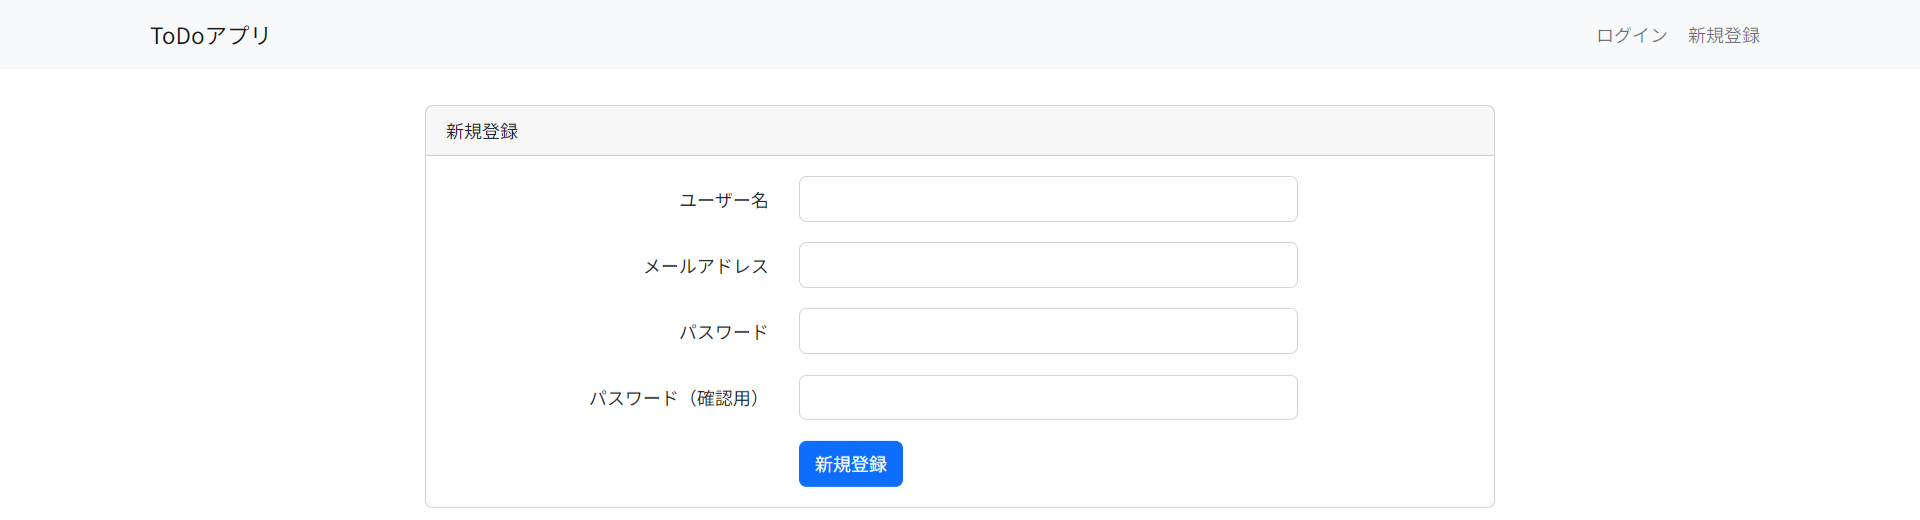 ToDoアプリ
ログイン 新規登録
新規登録
ユーザー名
メールアドレス
パスワード
パスワード（確認用）
新規登録